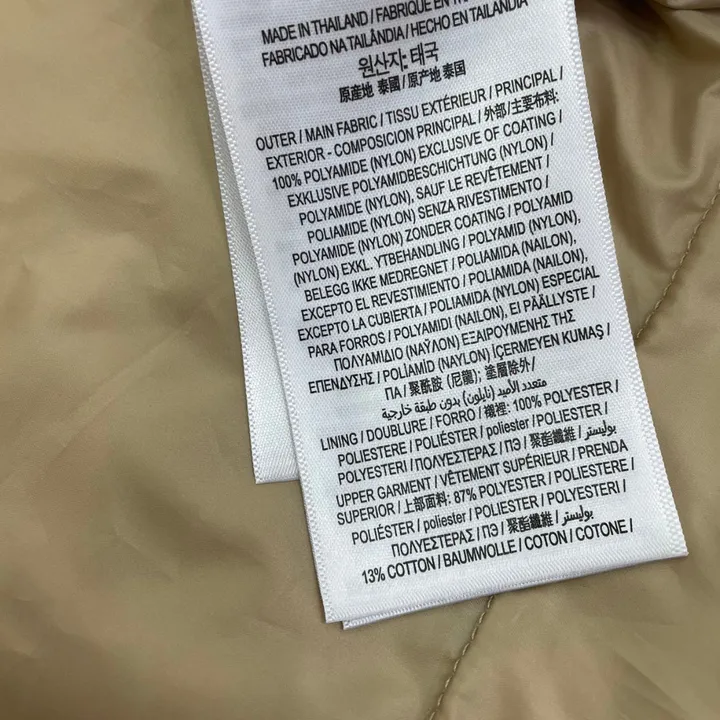 MADE IN THAILAND / FABRIQUÉ EN
FABRICADO NA TAILÂNDIA / HECHO EN TAILANDIA
원산지: 태국
原産地 泰國 / 原产地 泰国
OUTER / MAIN FABRIC / TISSU EXTÉRIEUR / PRINCIPAL /
EXTERIOR - COMPOSICION PRINCIPAL / 外部 / 主要布料:
100% POLYAMIDE (NYLON) EXCLUSIVE OF COATING /
EXKLUSIVE POLYAMIDBESCHICHTUNG (NYLON) /
POLYAMIDE (NYLON), SAUF LE REVÊTEMENT /
POLIAMIDE (NYLON) SENZA RIVESTIMENTO /
POLYAMIDE (NYLON) ZONDER COATING / POLYAMID
(NYLON) EXKL. YTBEHANDLING / POLYAMID (NYLON),
BELEGG IKKE MEDREGNET / POLIAMIDA (NAILON),
EXCEPTO EL REVESTIMIENTO / POLIAMIDA (NAILON),
EXCEPTO LA CUBIERTA / POLIAMIDA (NYLON) ESPECIAL
PARA FORROS / POLYAMIDI (NAILON), EI PÄÄLLYSTE /
ΠΟΛΥΑΜΙΔΙΟ (ΝΑΫΛΟΝ) ΕΞΑΙΡΟΥΜΕΝΗΣ ΤΗΣ
ΕΠΕΝΔΥΣΗΣ / POLİAMİD (NAYLON) İÇERMEYEN KUMAŞ /
ПА / 聚酰胺 (尼龍); 塗層除外 /
متعدد الأميد (نايلون) بدون طبقة خارجية
LINING / DOUBLURE / FORRO / 襯裡: 100% POLYESTER /
POLIESTERE / POLIÉSTER / poliester / POLYESTER /
POLYESTERI / ΠΟΛΥΕΣΤΕΡΑΣ / ПЭ / 聚酯纖維 / بوليستر
UPPER GARMENT / VÊTEMENT SUPÉRIEUR / PRENDA
SUPERIOR / 上部面料: 87% POLYESTER / POLIESTERE /
POLIÉSTER / poliester / POLYESTER / POLYESTERI /
ΠΟΛΥΕΣΤΕΡΑΣ / ПЭ / 聚酯纖維 / بوليستر
13% COTTON / BAUMWOLLE / COTON / COTONE /